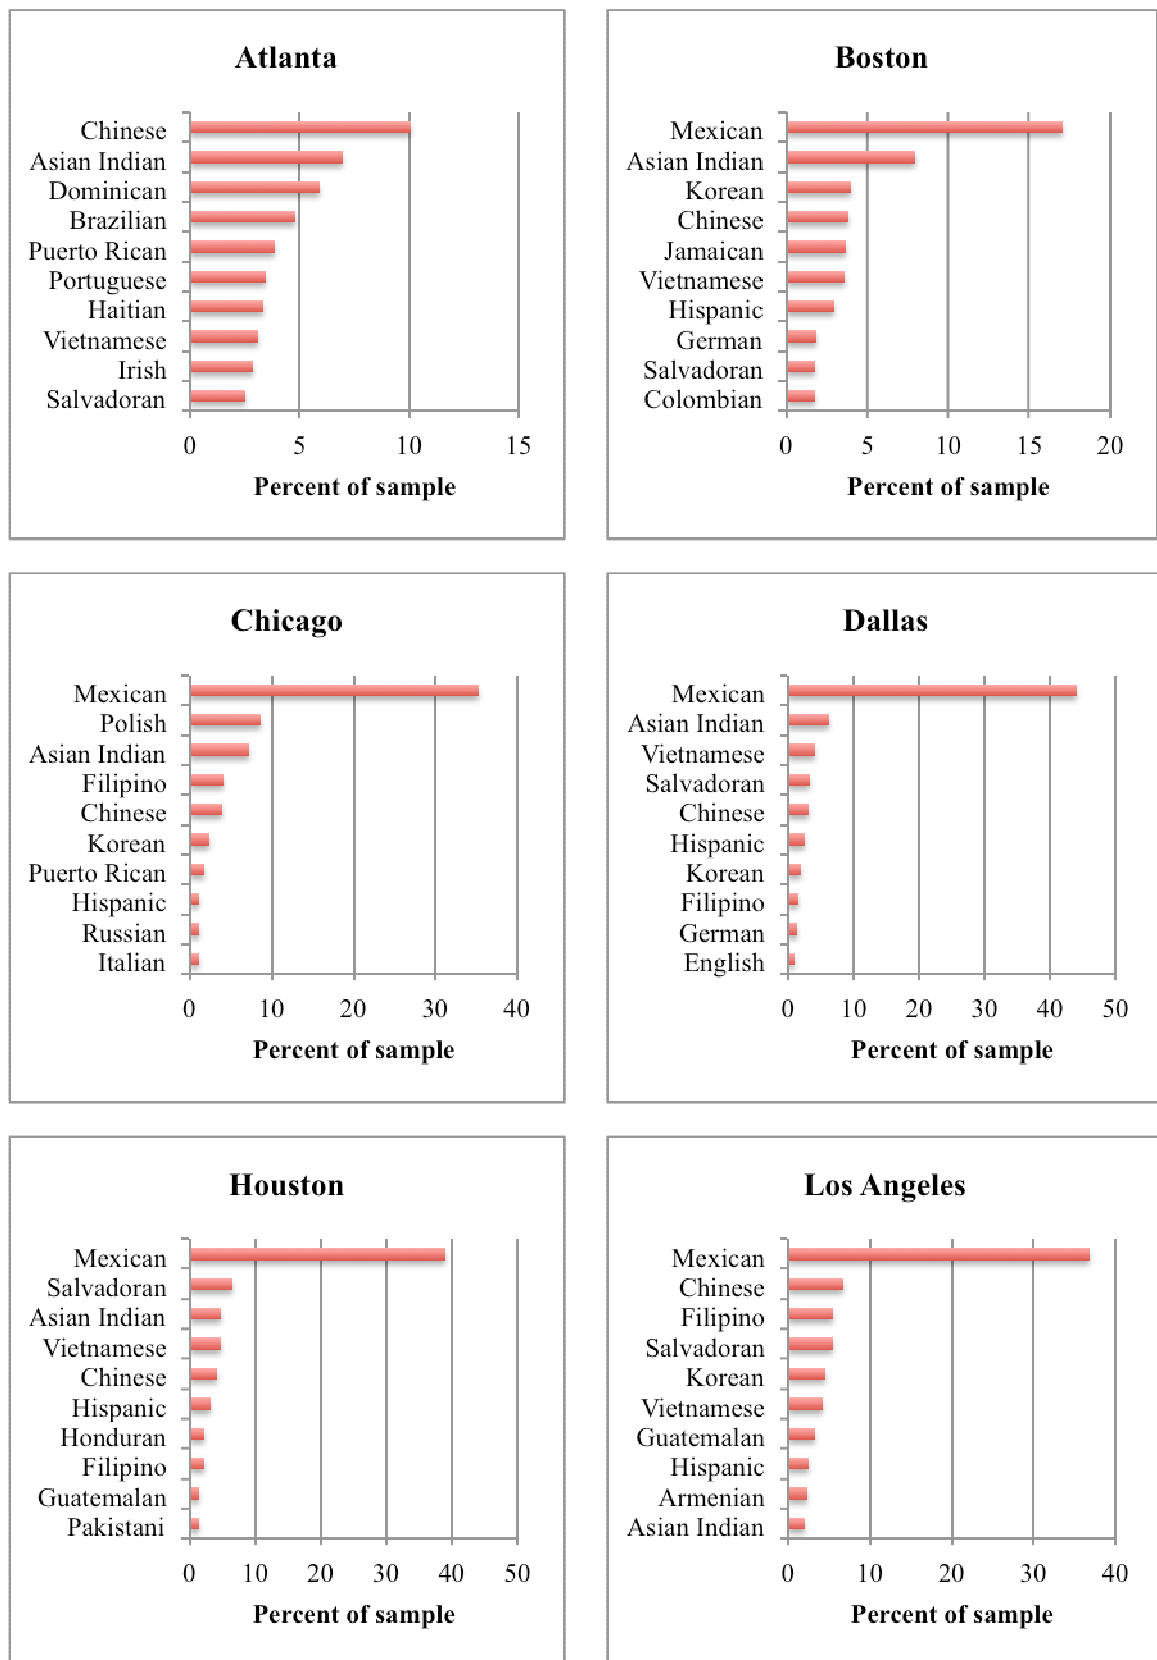 Atlanta
Chinese
Asian Indian
Dominican
Brazilian
Puerto Rican
Portuguese
Haitian
Vietnamese
Irish
Salvadoran
0 5 10 15
Percent of sample
Boston
Mexican
Asian Indian
Korean
Chinese
Jamaican
Vietnamese
Hispanic
German
Salvadoran
Colombian
0 5 10 15 20
Percent of sample
Chicago
Mexican
Polish
Asian Indian
Filipino
Chinese
Korean
Puerto Rican
Hispanic
Russian
Italian
0 10 20 30 40
Percent of sample
Dallas
Mexican
Asian Indian
Vietnamese
Salvadoran
Chinese
Hispanic
Korean
Filipino
German
English
0 10 20 30 40 50
Percent of sample
Houston
Mexican
Salvadoran
Asian Indian
Vietnamese
Chinese
Hispanic
Honduran
Filipino
Guatemalan
Pakistani
0 10 20 30 40 50
Percent of sample
Los Angeles
Mexican
Chinese
Filipino
Salvadoran
Korean
Vietnamese
Guatemalan
Hispanic
Armenian
Asian Indian
0 10 20 30 40
Percent of sample